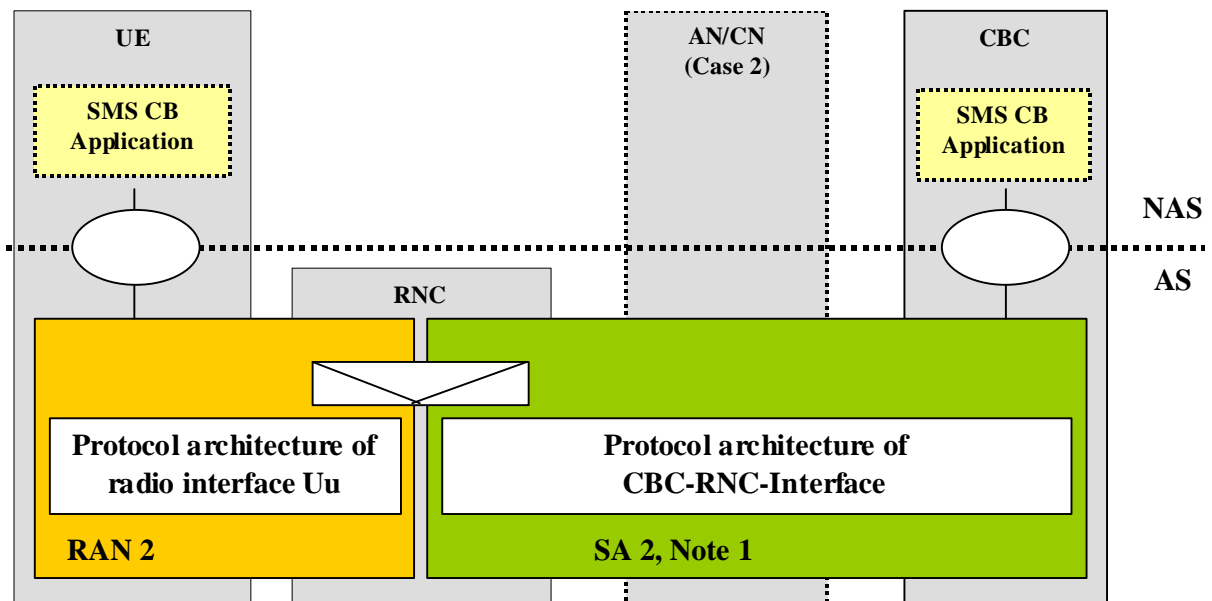 UE
AN/CN
(Case 2)
CBC
SMS CB
Application
SMS CB
Application
NAS
AS
RNC
Protocol architecture of
radio interface Uu
Protocol architecture of
CBC-RNC-Interface
RAN 2
SA 2, Note 1